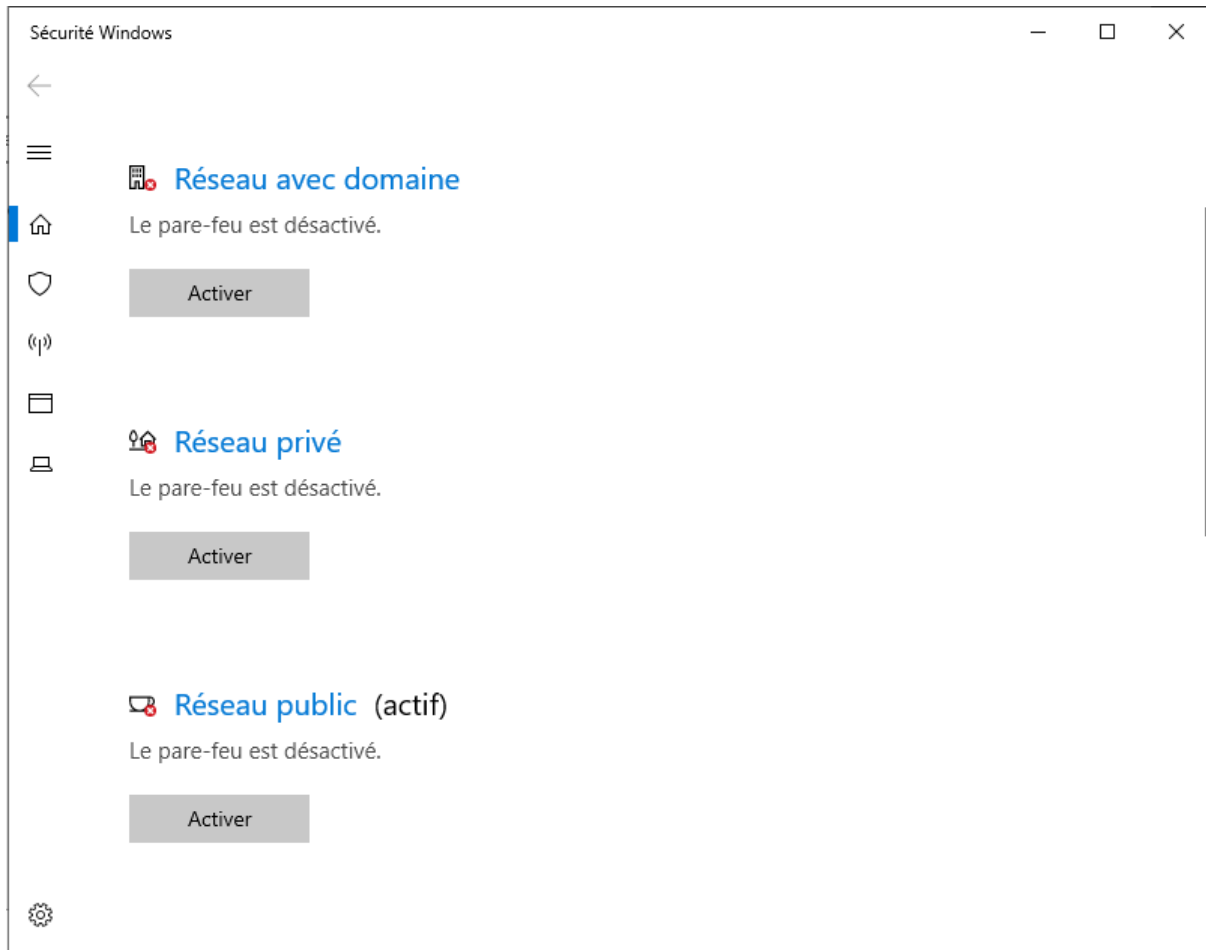 Sécurité Windows
Réseau avec domaine
Le pare-feu est désactivé.
Activer
Réseau privé
Le pare-feu est désactivé.
Activer
Réseau public (actif)
Le pare-feu est désactivé.
Activer